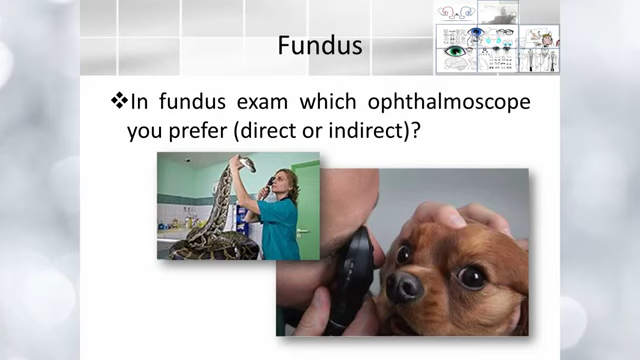 Fundus
❖In fundus exam which ophthalmoscope
you prefer (direct or indirect)?